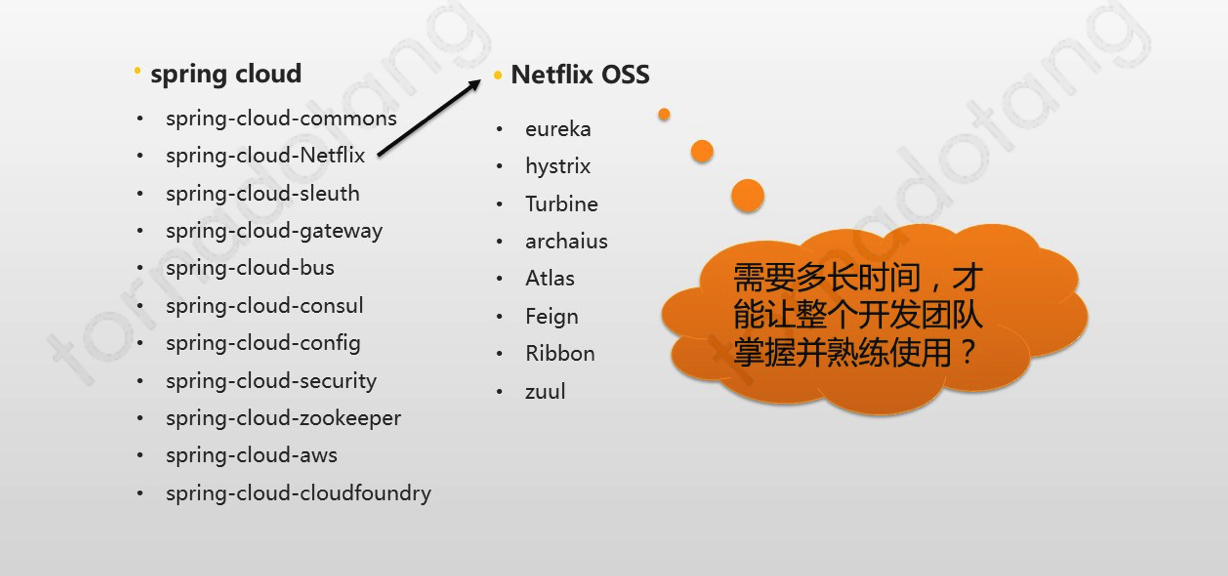 spring cloud
spring-cloud-commons
spring-cloud-Netflix
spring-cloud-sleuth
spring-cloud-gateway
spring-cloud-bus
spring-cloud-consul
spring-cloud-config
spring-cloud-security
spring-cloud-zookeeper
spring-cloud-aws
spring-cloud-cloudfoundry
Netflix OSS
eureka
hystrix
Turbine
archaius
Atlas
Feign
Ribbon
zuul
需要多长时间，才
能让整个开发团队
掌握并熟练使用？
tornadotang
tornadotang